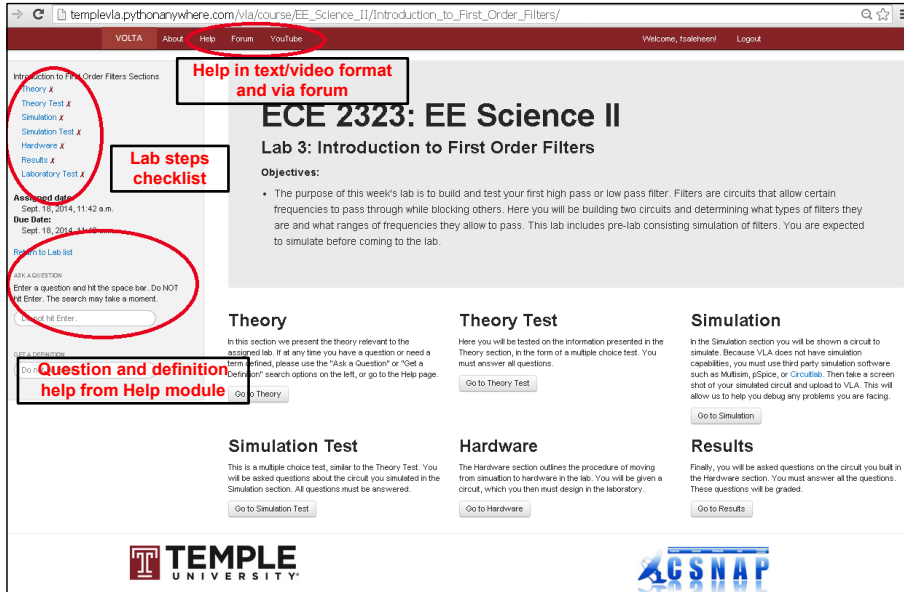 templevla.pythonanywhere.com/vla/course/EE_Science_II/Introduction_to_First_Order_Filters/
VOLTA About Help Forum YouTube Welcome, fsaleheen! Logout
Help in text/video format
and via forum
Introduction to First Order Filters Sections
Theory x
Theory Test x
Simulation x
Simulation Test x
Hardware x
Results x
Laboratory Test x
Lab steps
checklist
Assigned date:
Sept. 18, 2014, 11:42 a.m.
Due Date:
Sept. 18, 2014,
Return to Lab list
ASK A QUESTION
Enter a question and hit the space bar. Do NOT
hit Enter. The search may take a moment.
Do not hit Enter.
GET A DEFINITION
Do not
Question and definition
help from Help module
ECE 2323: EE Science II
Lab 3: Introduction to First Order Filters
Objectives:
• The purpose of this week's lab is to build and test your first high pass or low pass filter. Filters are circuits that allow certain
frequencies to pass through while blocking others. Here you will be building two circuits and determining what types of filters they
are and what ranges of frequencies they allow to pass. This lab includes pre-lab consisting simulation of filters. You are expected
to simulate before coming to the lab.
Theory
In this section we present the theory relevant to the
assigned lab. If at any time you have a question or need a
term defined, please use the "Ask a Question" or "Get a
Definition" search options on the left, or go to the Help page.
Go to Theory
Theory Test
Here you will be tested on the information presented in the
Theory section, in the form of a multiple choice test. You
must answer all questions.
Go to Theory Test
Simulation
In the Simulation section you will be shown a circuit to
simulate. Because VLA does not have simulation
capabilities, you must use third party simulation software
such as Multisim, pSpice, or Circuitlab. Then take a screen
shot of your simulated circuit and upload to VLA. This will
allow us to help you debug any problems you are facing.
Go to Simulation
Simulation Test
This is a multiple choice test, similar to the Theory Test. You
will be asked questions about the circuit you simulated in the
Simulation section. All questions must be answered.
Go to Simulation Test
Hardware
The Hardware section outlines the procedure of moving
from simualtion to hardware in the lab. You will be given a
circuit, which you then must design in the laboratory.
Go to Hardware
Results
Finally, you will be asked questions on the circuit you built in
the Hardware section. You must answer all the questions.
These questions will be graded.
Go to Results
TEMPLE
UNIVERSITY®
CSNAP